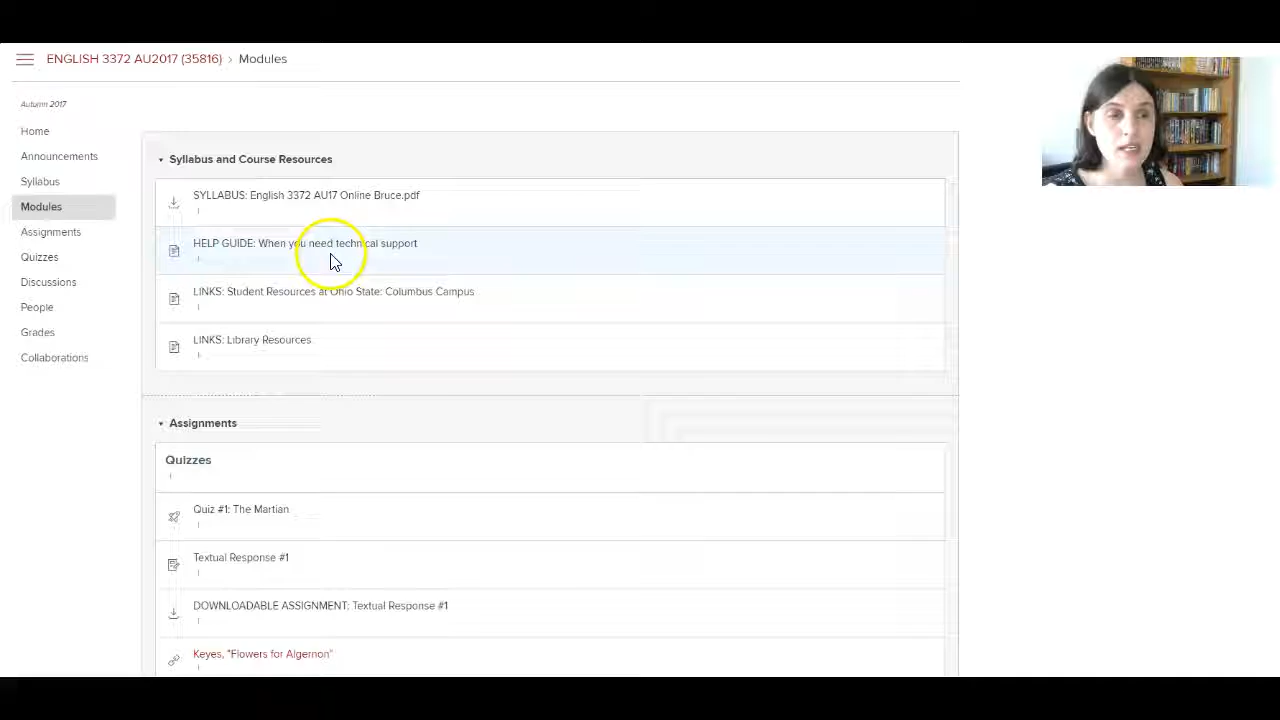 ENGLISH 3372 AU2017 (35816) › Modules
Autumn 2017
Home
Announcements
Syllabus
Modules
Assignments
Quizzes
Discussions
People
Grades
Collaborations
Syllabus and Course Resources
SYLLABUS: English 3372 AU17 Online Bruce.pdf
HELP GUIDE: When you need technical support
LINKS: Student Resources at Ohio State: Columbus Campus
LINKS: Library Resources
Assignments
Quizzes
Quiz #1: The Martian
Textual Response #1
DOWNLOADABLE ASSIGNMENT: Textual Response #1
Keyes, "Flowers for Algernon"